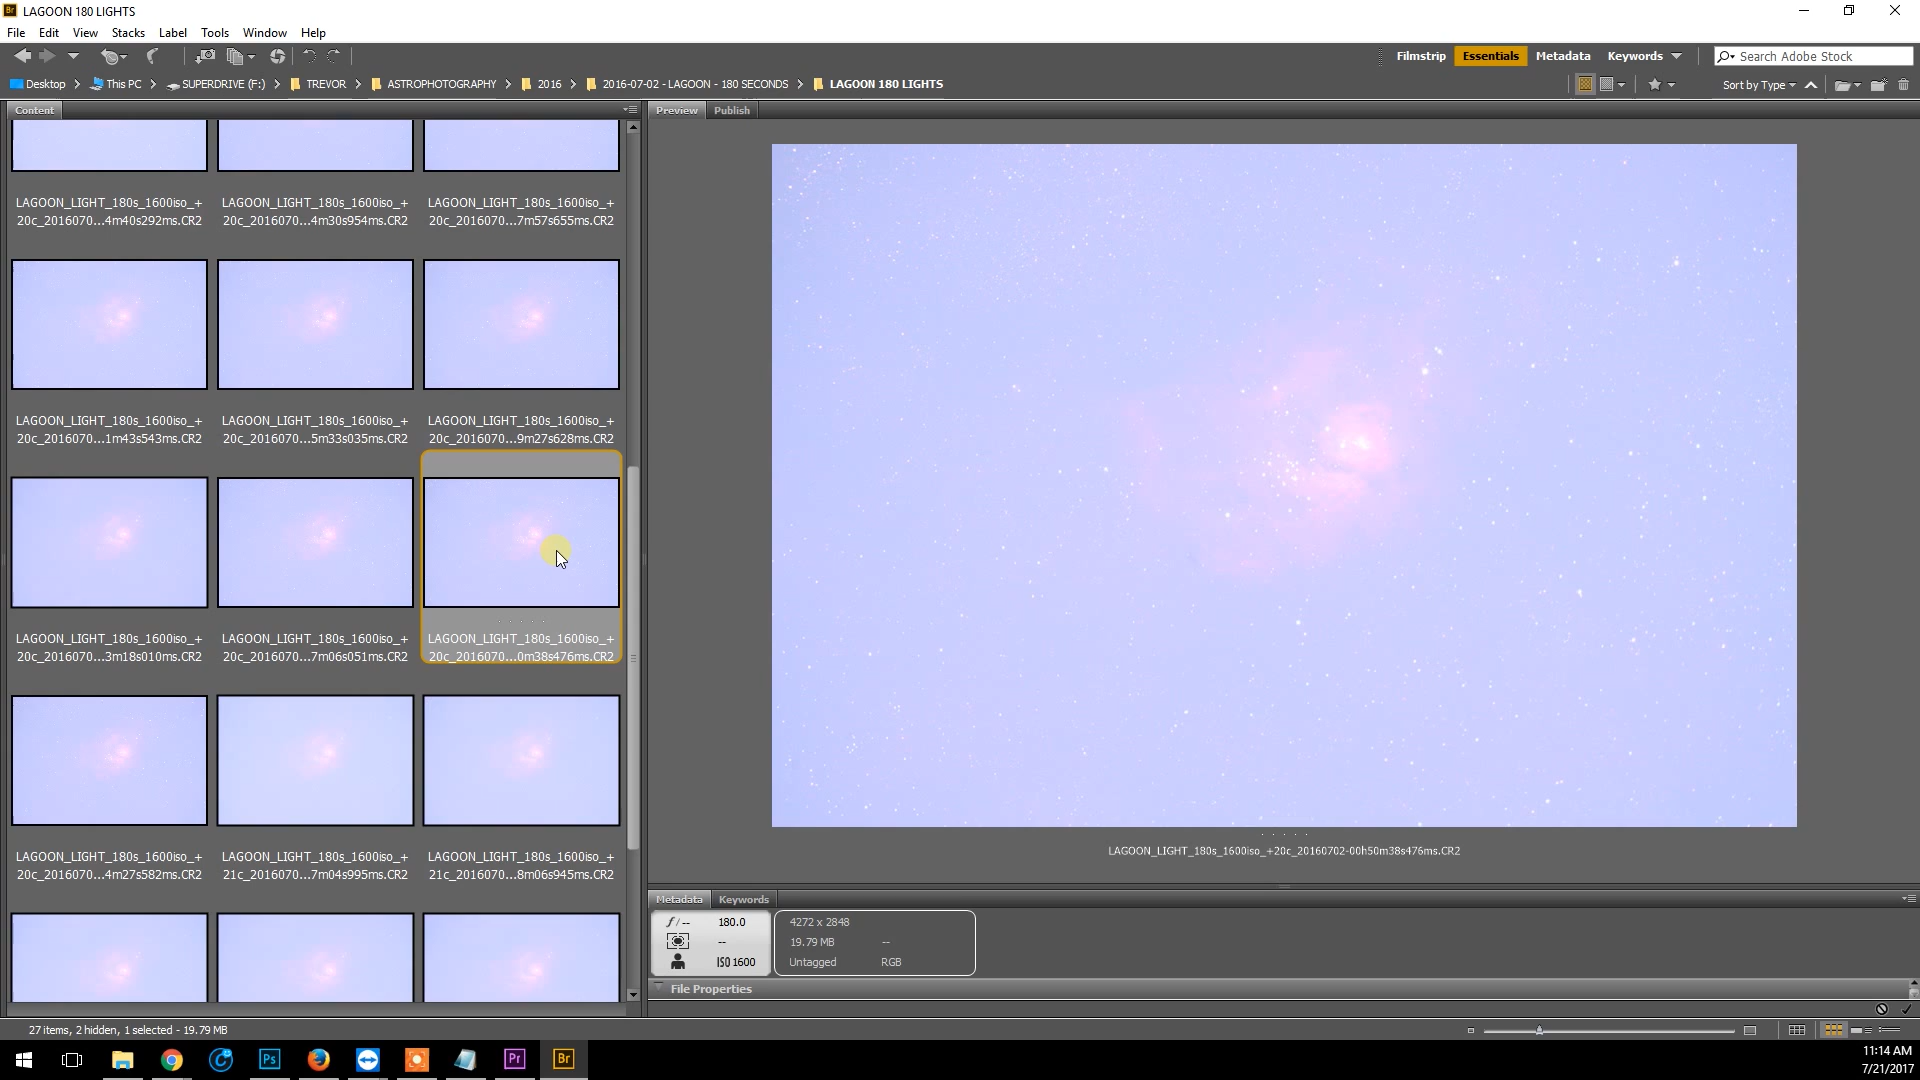 Br LAGOON 180 LIGHTS
File Edit View Stacks Label Tools Window Help
Filmstrip Essentials Metadata Keywords Search Adobe Stock
Desktop This PC SUPERDRIVE (F:) TREVOR ASTROPHOTOGRAPHY 2016 2016-07-02 - LAGOON - 180 SECONDS LAGOON 180 LIGHTS Sort by Type
Content
Preview Publish
LAGOON_LIGHT_180s_1600iso_+ LAGOON_LIGHT_180s_1600iso_+ LAGOON_LIGHT_180s_1600iso_+
20c_2016070...4m40s292ms.CR2 20c_2016070...4m30s954ms.CR2 20c_2016070...7m57s655ms.CR2
LAGOON_LIGHT_180s_1600iso_+ LAGOON_LIGHT_180s_1600iso_+ LAGOON_LIGHT_180s_1600iso_+
20c_2016070...1m43s543ms.CR2 20c_2016070...5m33s035ms.CR2 20c_2016070...9m27s628ms.CR2
LAGOON_LIGHT_180s_1600iso_+ LAGOON_LIGHT_180s_1600iso_+ LAGOON_LIGHT_180s_1600iso_+
20c_2016070...3m18s010ms.CR2 20c_2016070...7m06s051ms.CR2 20c_2016070...0m38s476ms.CR2
LAGOON_LIGHT_180s_1600iso_+ LAGOON_LIGHT_180s_1600iso_+ LAGOON_LIGHT_180s_1600iso_+
20c_2016070...4m27s582ms.CR2 21c_2016070...7m04s995ms.CR2 21c_2016070...8m06s945ms.CR2
LAGOON_LIGHT_180s_1600iso_+20c_20160702-00h50m38s476ms.CR2
Metadata Keywords
f/-- 180.0 4272 x 2848
-- 19.79 MB --
ISO 1600 Untagged RGB
File Properties
27 items, 2 hidden, 1 selected - 19.79 MB
Ps Pr Br
11:14 AM
7/21/2017